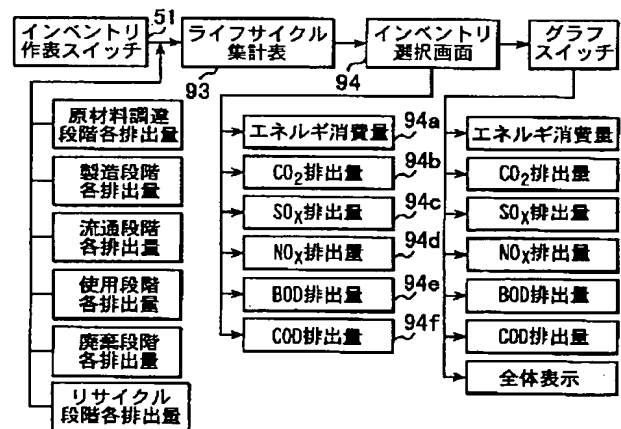 インベントリ
作表スイッチ
51
ライフサイクル
集計表
93
インベントリ
選択画面
94
グラフ
スイッチ
原材料調達
段階各排出量
製造段階
各排出量
流通段階
各排出量
使用段階
各排出量
廃棄段階
各排出量
リサイクル
段階各排出量
エネルギ消費量
94a
CO2排出量
94b
SOX排出量
94c
NOX排出量
94d
BOD排出量
94e
COD排出量
94f
エネルギ消費量
CO2排出量
SOX排出量
NOX排出量
BOD排出量
COD排出量
全体表示